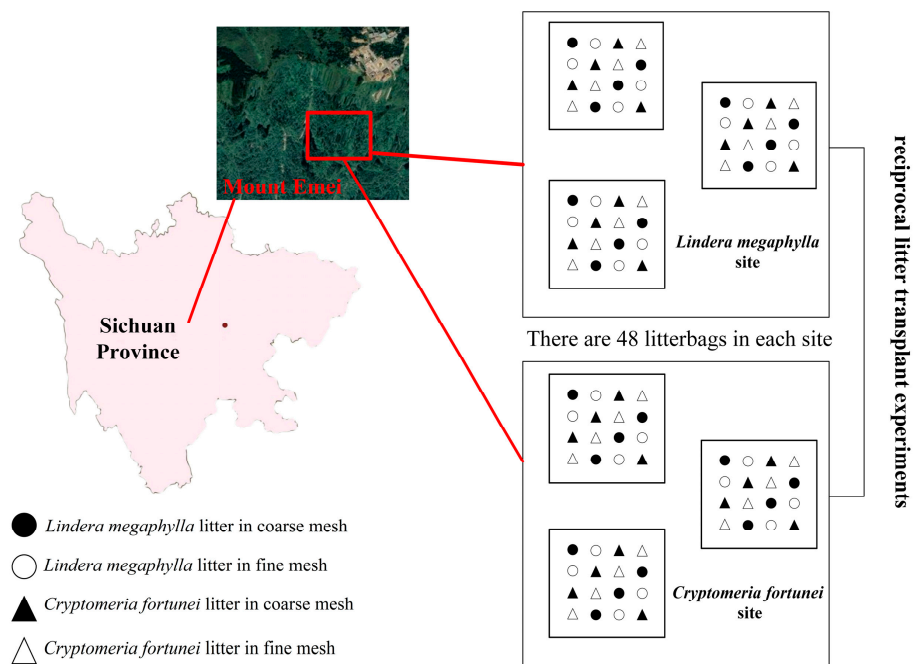 Mount Emei
Sichuan
Province
Lindera megaphylla
site
There are 48 litterbags in each site
Cryptomeria fortunei
site
reciprocal litter transplant experiments
Lindera megaphylla litter in coarse mesh
Lindera megaphylla litter in fine mesh
Cryptomeria fortunei litter in coarse mesh
Cryptomeria fortunei litter in fine mesh